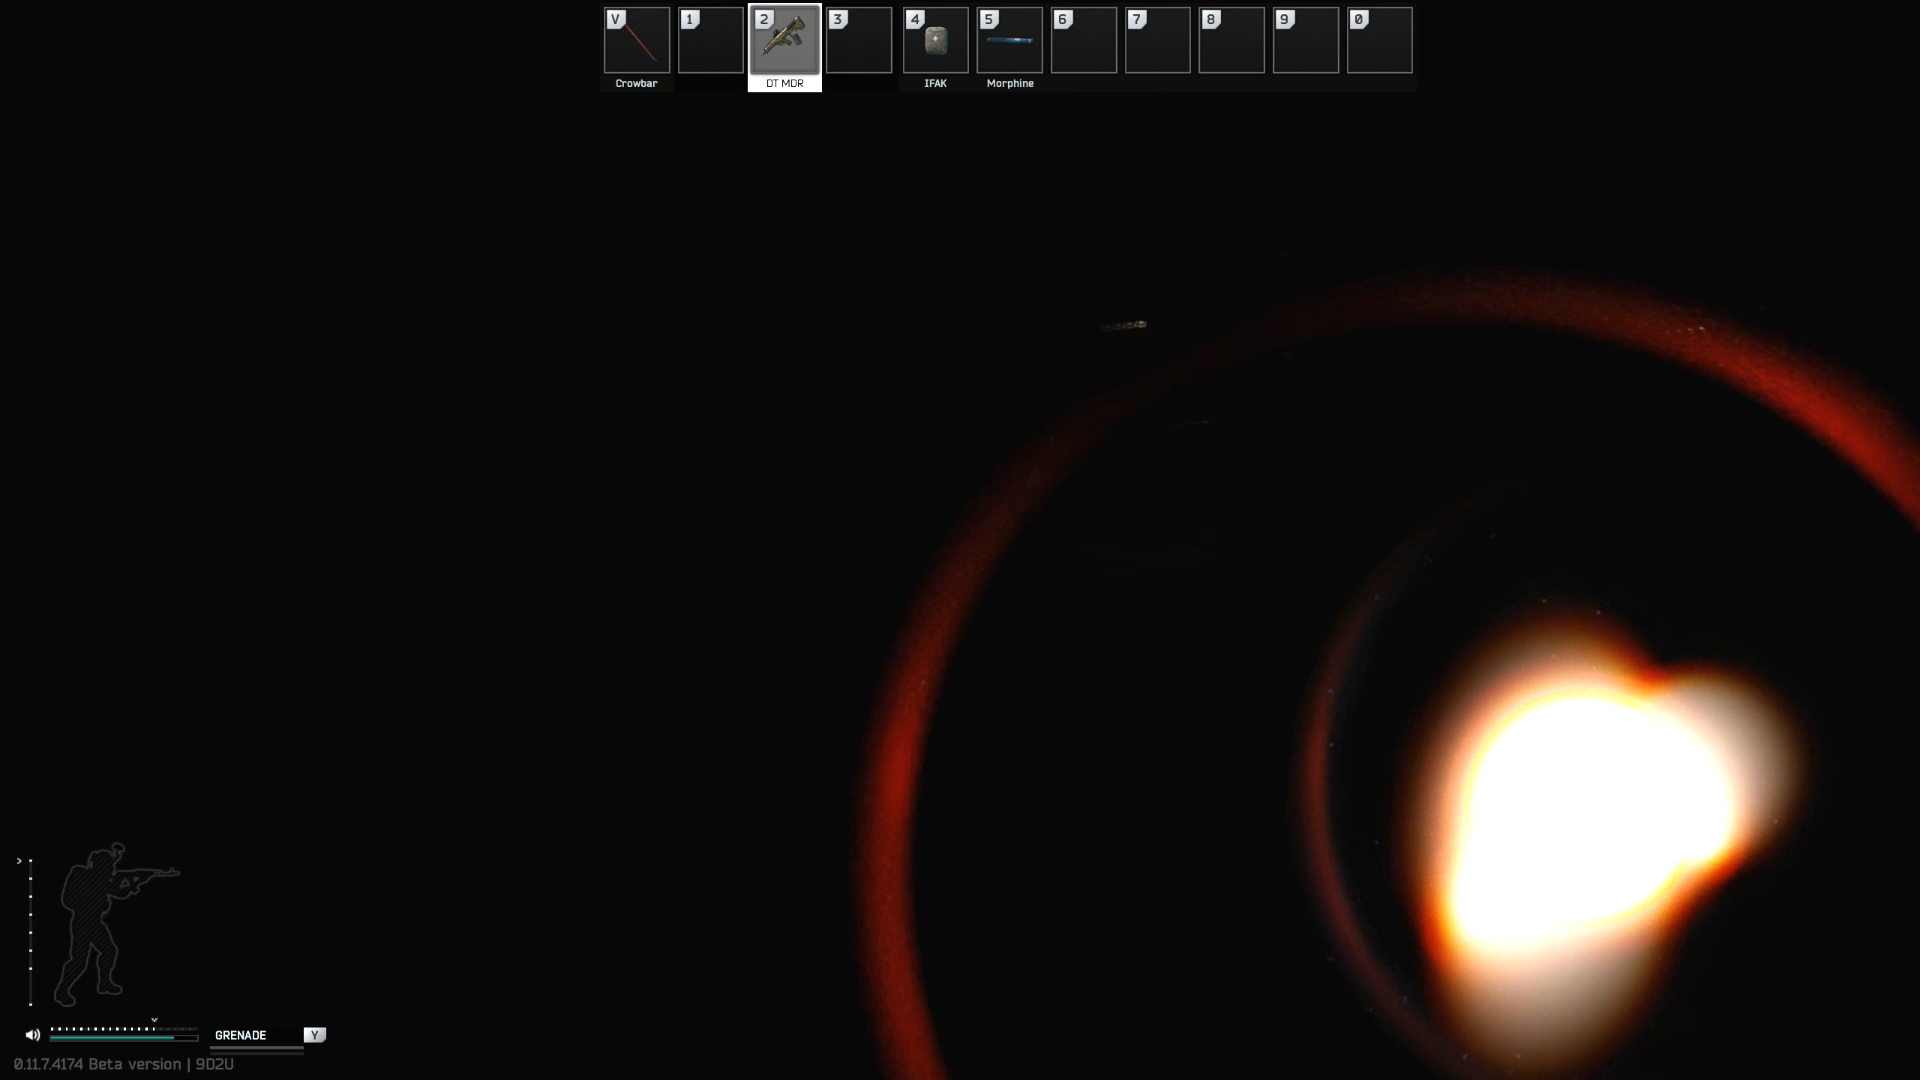 V 1 2 3 4 5 6 7 8 9 0
Crowbar DT MDR IFAK Morphine
GRENADE Y
0.11.7.4174 Beta version | 9D2U